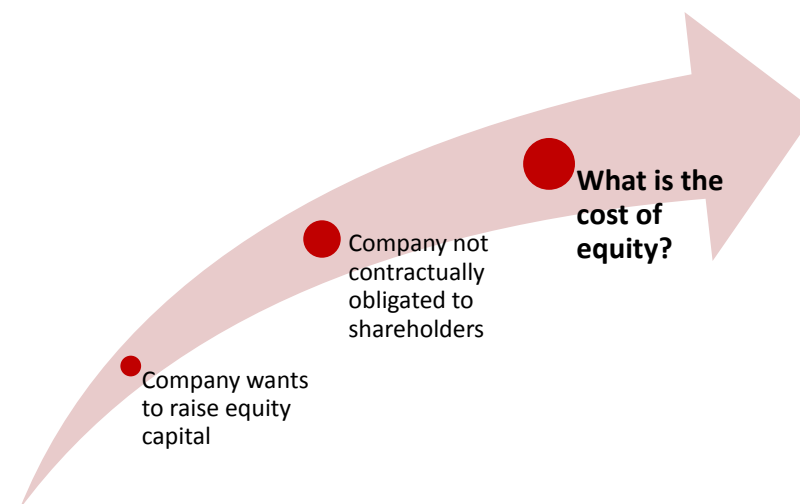 Company wants
to raise equity
capital
Company not
contractually
obligated to
shareholders
What is the
cost of
equity?